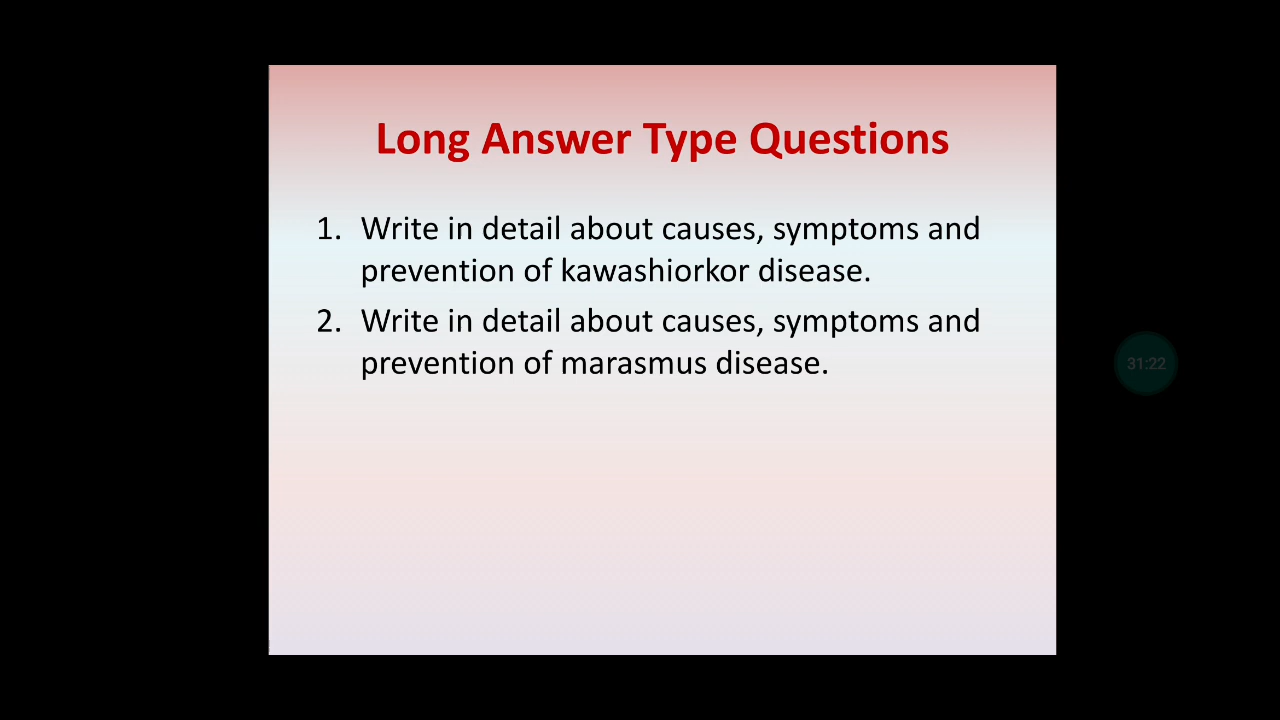 Long Answer Type Questions
1. Write in detail about causes, symptoms and
prevention of kawashiorkor disease.
2. Write in detail about causes, symptoms and
prevention of marasmus disease.
31:22